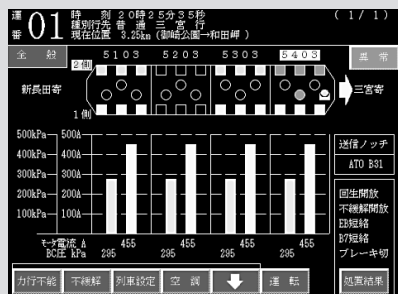 運番 01
時 刻 20時25分35秒
(1/1)
種別行先 普 通 三 宮 行
現在位置 3.25km (御崎公園→和田岬)
全 般
5103 5203 5303 5403
異 常
2側
新長田寄
三宮寄
1側
500kPa 500A
400kPa 400A
300kPa 300A
200kPa 200A
100kPa 100A
送信ノッチ
ATO B31
回生開放
不緩解開放
EB短絡
B7短絡
ブレーキ切
モータ電流 A 455 455 455 455
BC圧 kPa 295 295 295 295
力行不能 不緩解 列車設定 空 調 運 転 処置結果